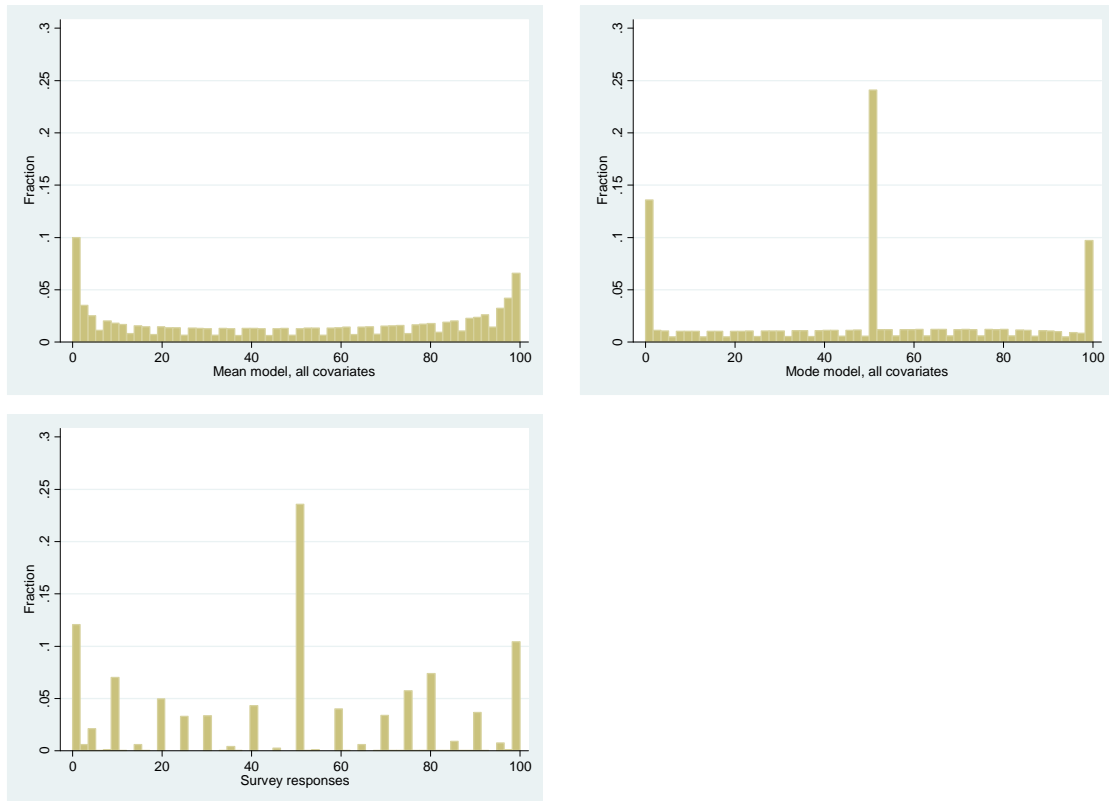 .3
.25
.2
.15
.1
.05
0
Fraction
0 20 40 60 80 100
Mean model, all covariates
.3
.25
.2
.15
.1
.05
0
Fraction
0 20 40 60 80 100
Mode model, all covariates
.3
.25
.2
.15
.1
.05
0
Fraction
0 20 40 60 80 100
Survey responses